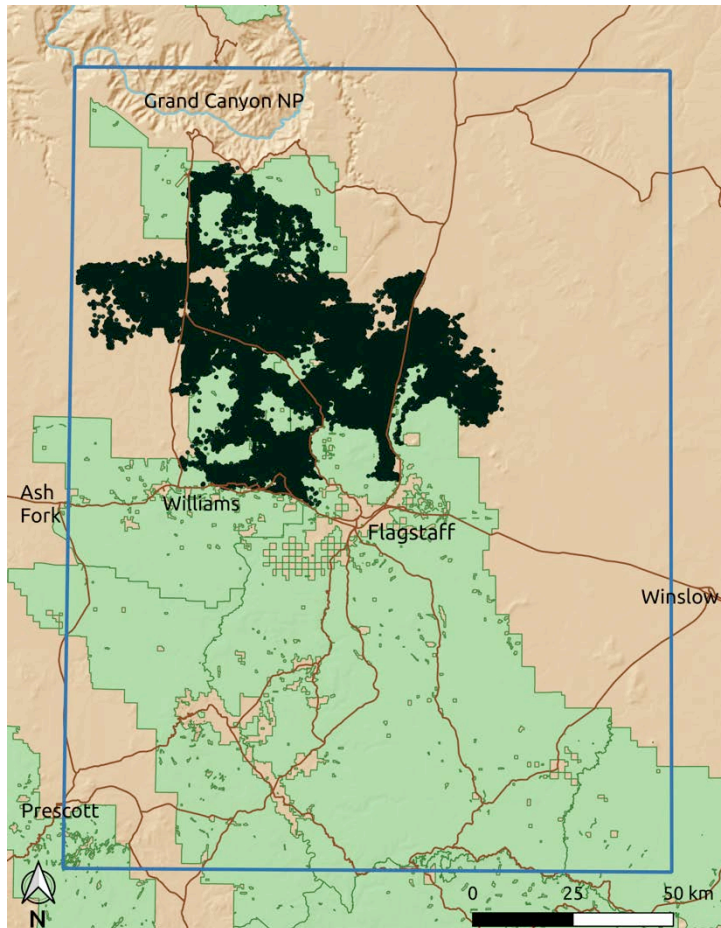 Grand Canyon NP
Ash
Fork
Williams
Flagstaff
Winslow
Prescott
N
0 25 50 km